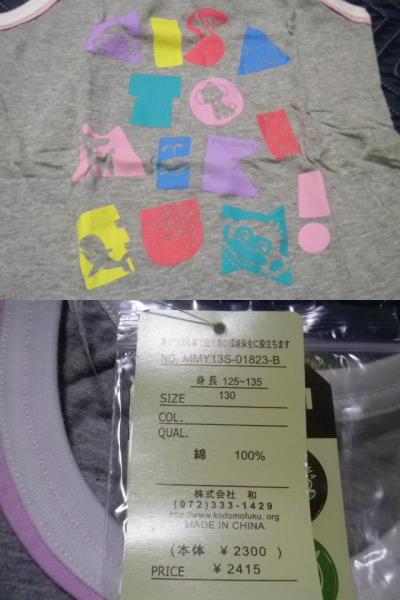 NO. MMY13S-01823-B
身長 125~135
SIZE 130
COL.
QUAL.
綿 100%
株式会社 和
(072)333-1429
http://www.kodomofuku.org
MADE IN CHINA
(本体 ¥2300 )
PRICE ¥2415